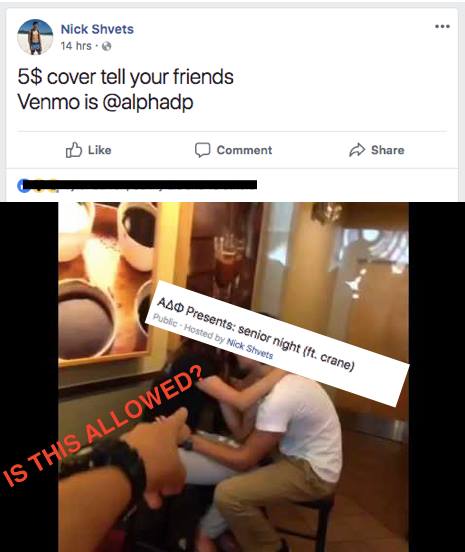 Nick Shvets
14 hrs ·
5$ cover tell your friends
Venmo is @alphadp
Like Comment Share
ΑΔΦ Presents: senior night (ft. crane)
Public · Hosted by Nick Shvets
IS THIS ALLOWED?